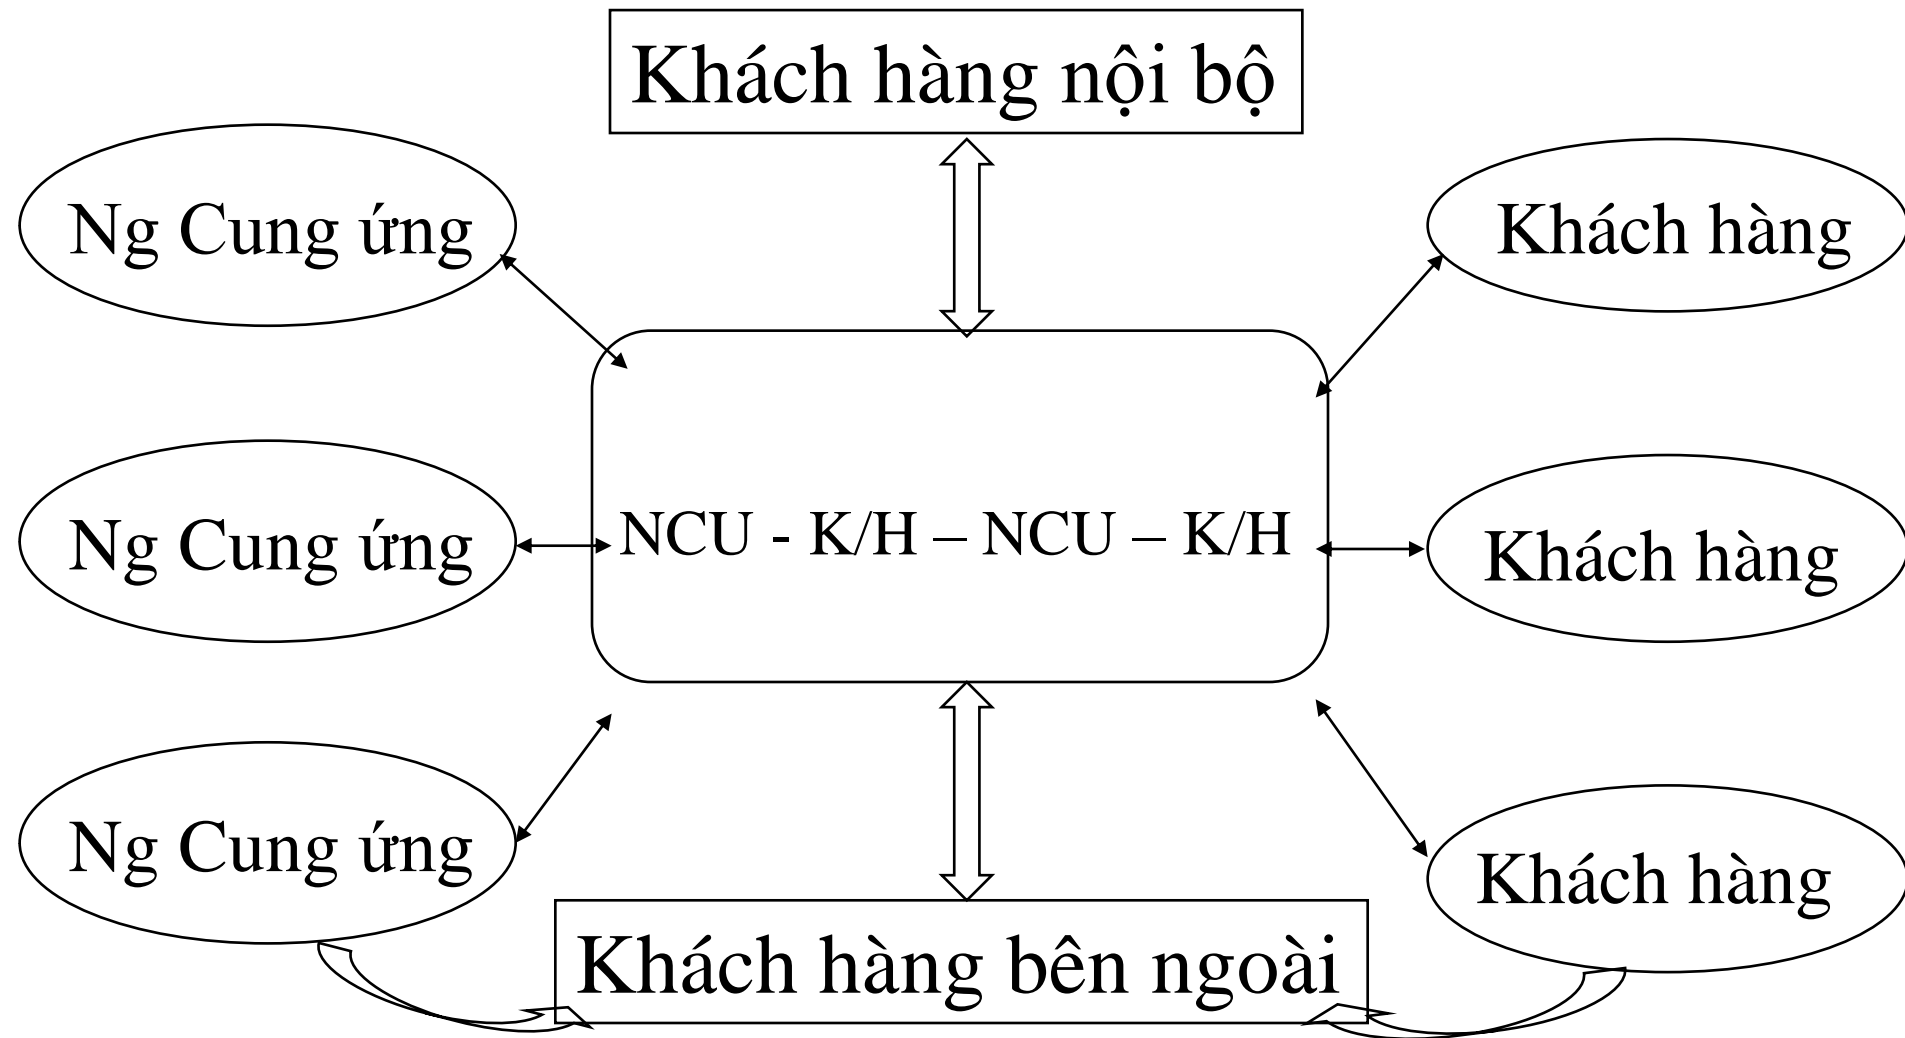 Khách hàng nội bộ
Ng Cung ứng
Khách hàng
Ng Cung ứng
NCU - K/H – NCU – K/H
Khách hàng
Ng Cung ứng
Khách hàng
Khách hàng bên ngoài